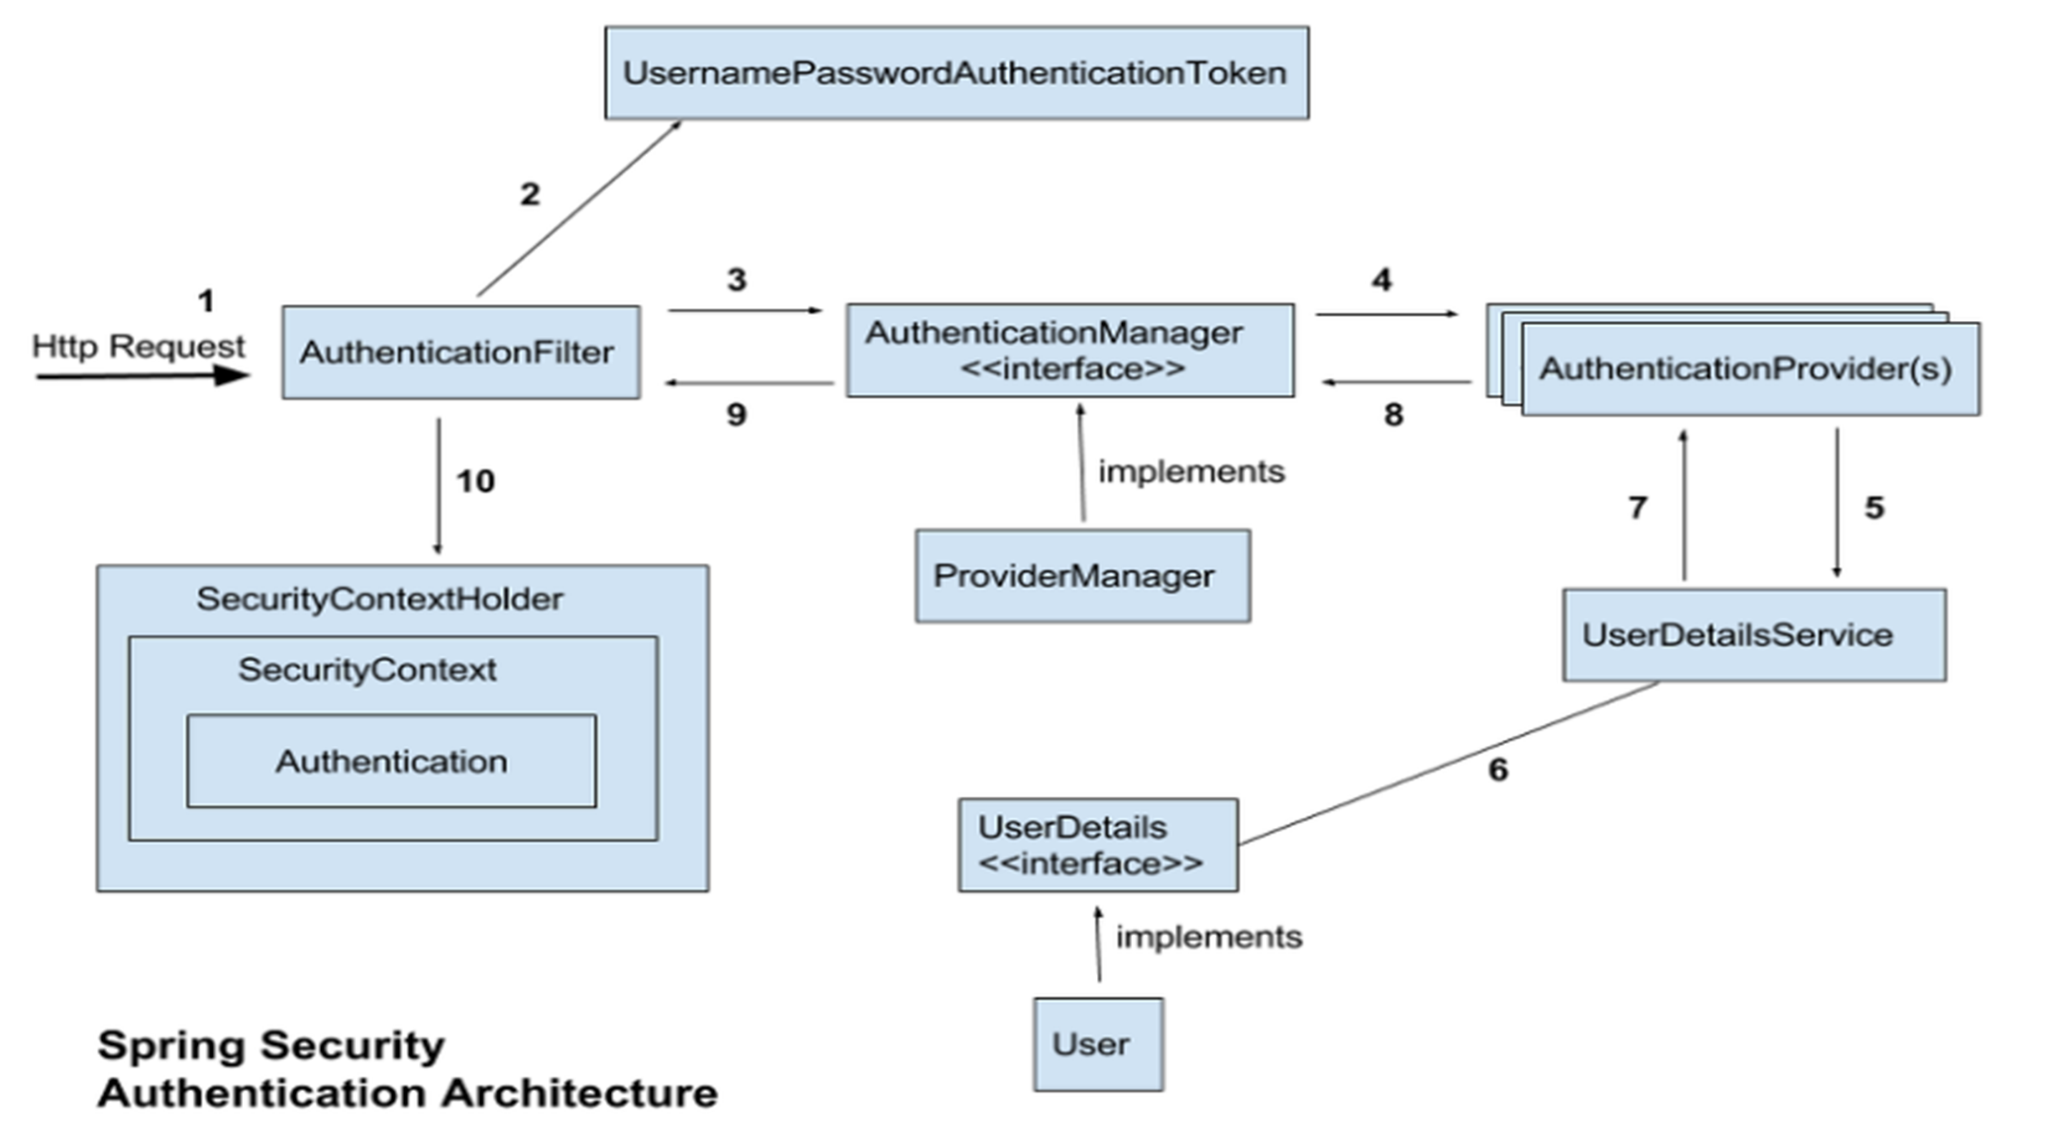 UsernamePasswordAuthenticationToken
2
1
Http Request
AuthenticationFilter
3
9
AuthenticationManager
<<interface>>
4
8
AuthenticationProvider(s)
10
implements
7
5
ProviderManager
SecurityContextHolder
SecurityContext
Authentication
UserDetailsService
6
UserDetails
<<interface>>
implements
User
Spring Security
Authentication Architecture